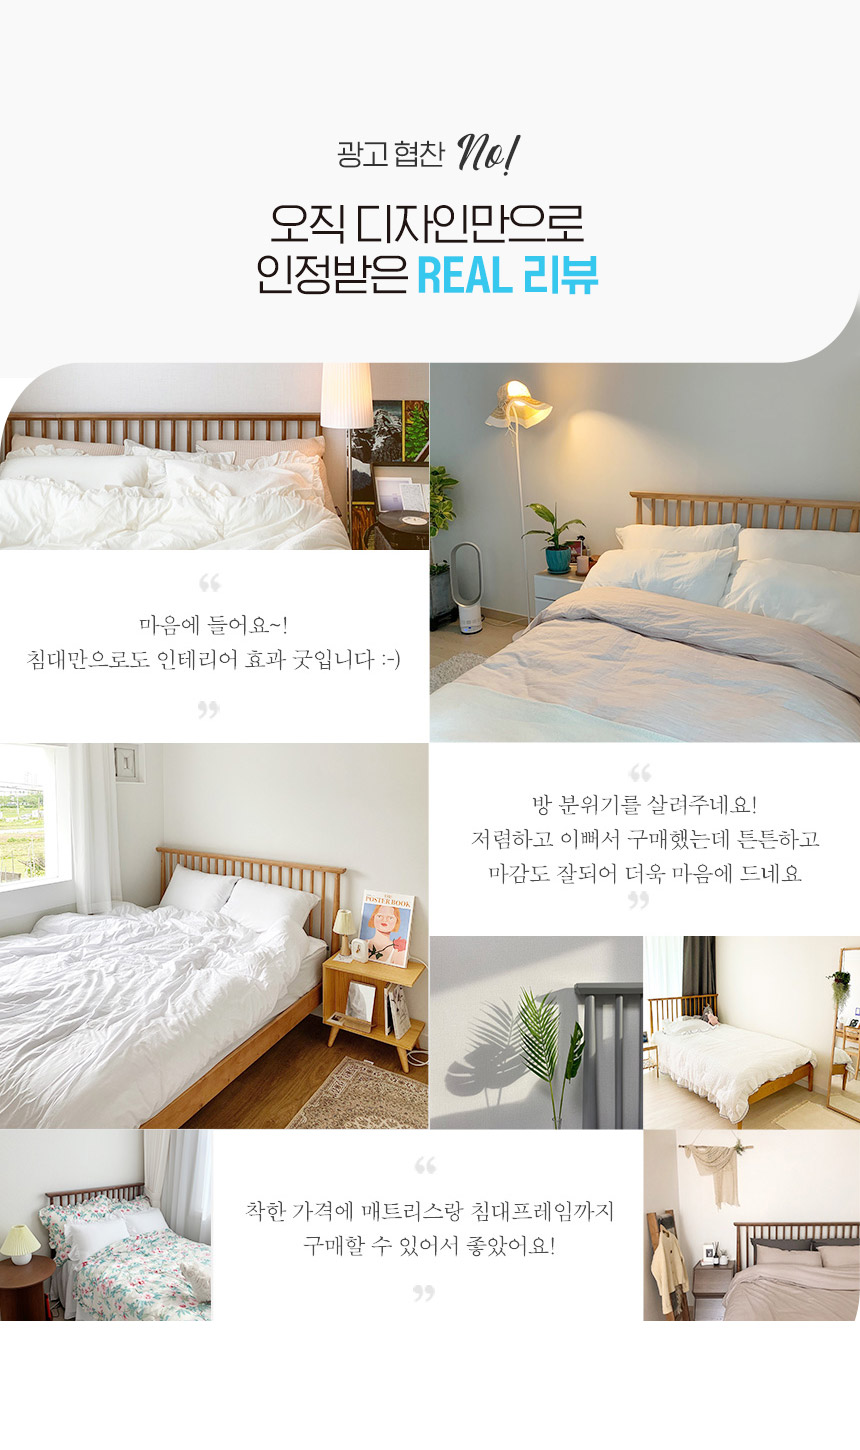 광고 협찬 No!
오직 디자인만으로
인정받은 REAL 리뷰
“
마음에 들어요~!
침대만으로도 인테리어 효과 굿입니다 :-)
”
“
방 분위기를 살려주네요!
저렴하고 이뻐서 구매했는데 튼튼하고
마감도 잘되어 더욱 마음에 드네요
”
THE
POSTERBOOK
“
착한 가격에 매트리스랑 침대프레임까지
구매할 수 있어서 좋았어요!
”